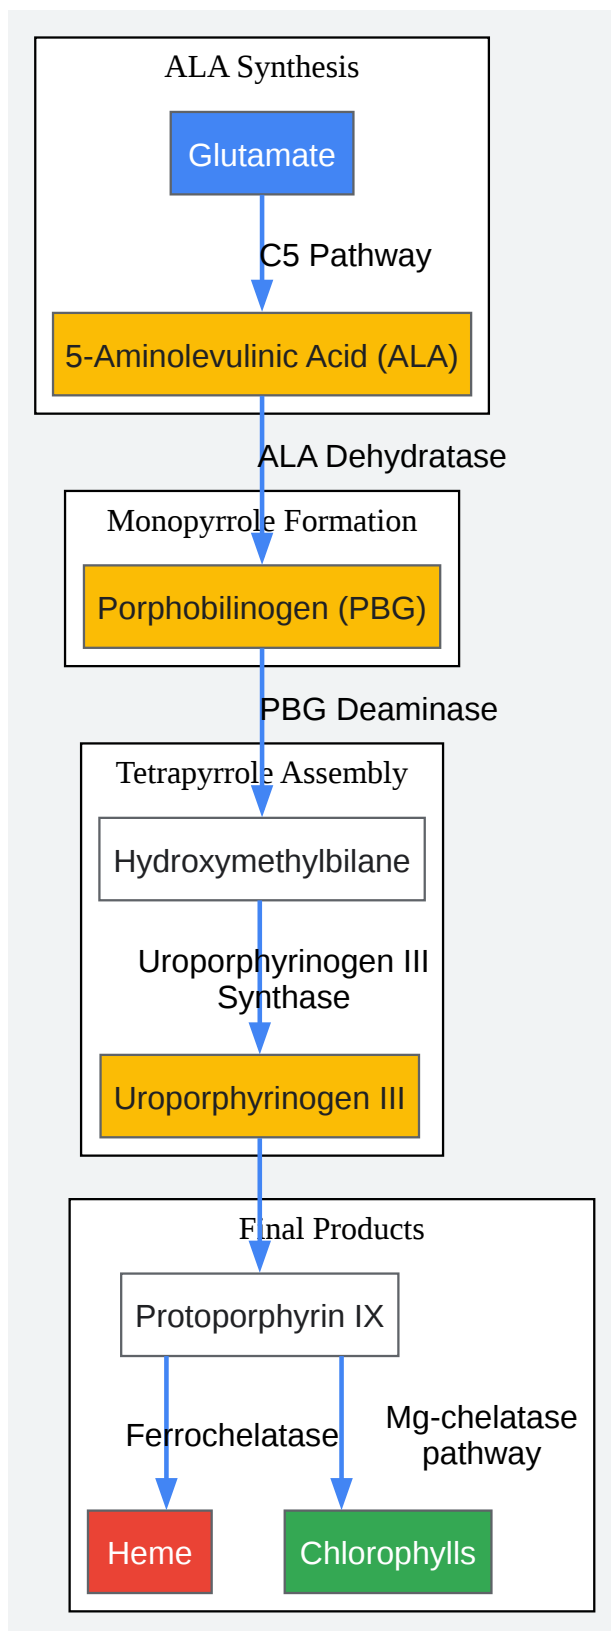 ALA Synthesis
Glutamate
C5 Pathway
5-Aminolevulinic Acid (ALA)
ALA Dehydratase
Monopyrrole Formation
Porphobilinogen (PBG)
PBG Deaminase
Tetrapyrrole Assembly
Hydroxymethylbilane
Uroporphyrinogen III
Synthase
Uroporphyrinogen III
Final Products
Protoporphyrin IX
Ferrochelatase
Mg-chelatase
pathway
Heme
Chlorophylls